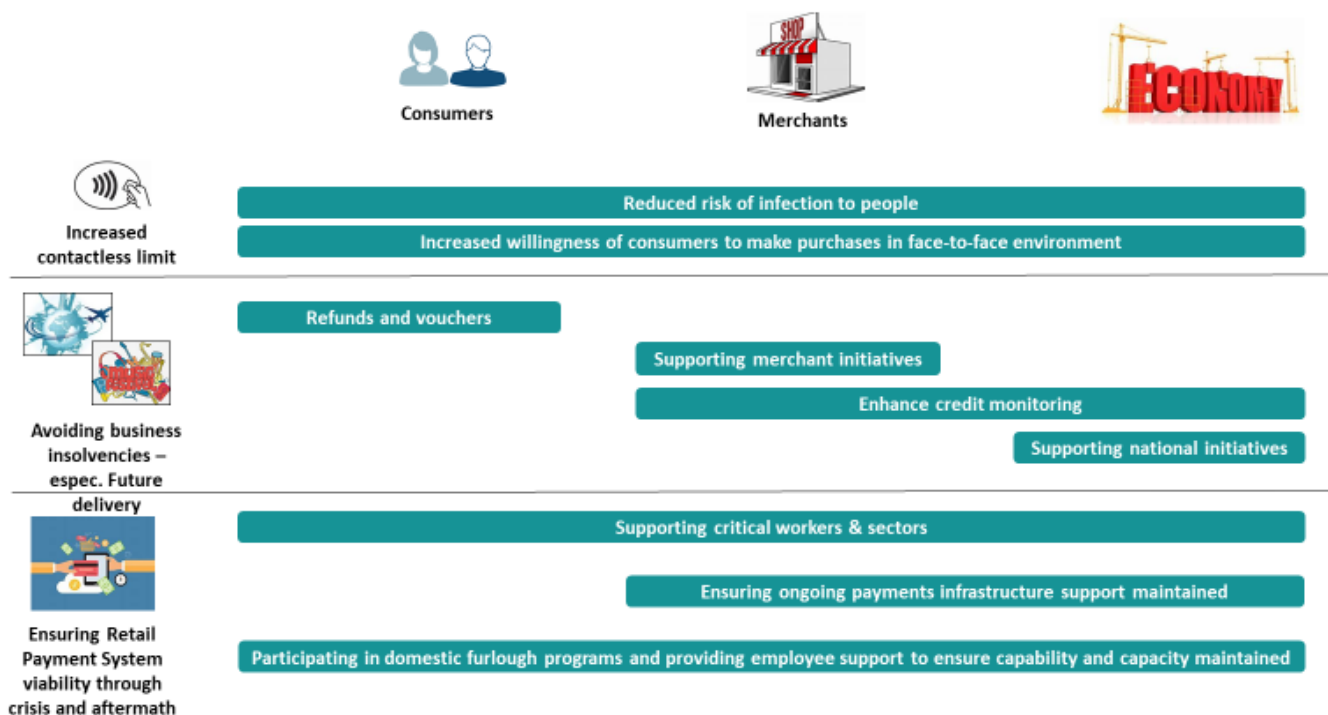 Consumers
SHOP
Merchants
ECONOMY
Increased
contactless limit
Reduced risk of infection to people
Increased willingness of consumers to make purchases in face-to-face environment
Avoiding business
insolvencies –
espec. Future
delivery
Refunds and vouchers
Supporting merchant initiatives
Enhance credit monitoring
Supporting national initiatives
Ensuring Retail
Payment System
viability through
crisis and aftermath
Supporting critical workers & sectors
Ensuring ongoing payments infrastructure support maintained
Participating in domestic furlough programs and providing employee support to ensure capability and capacity maintained